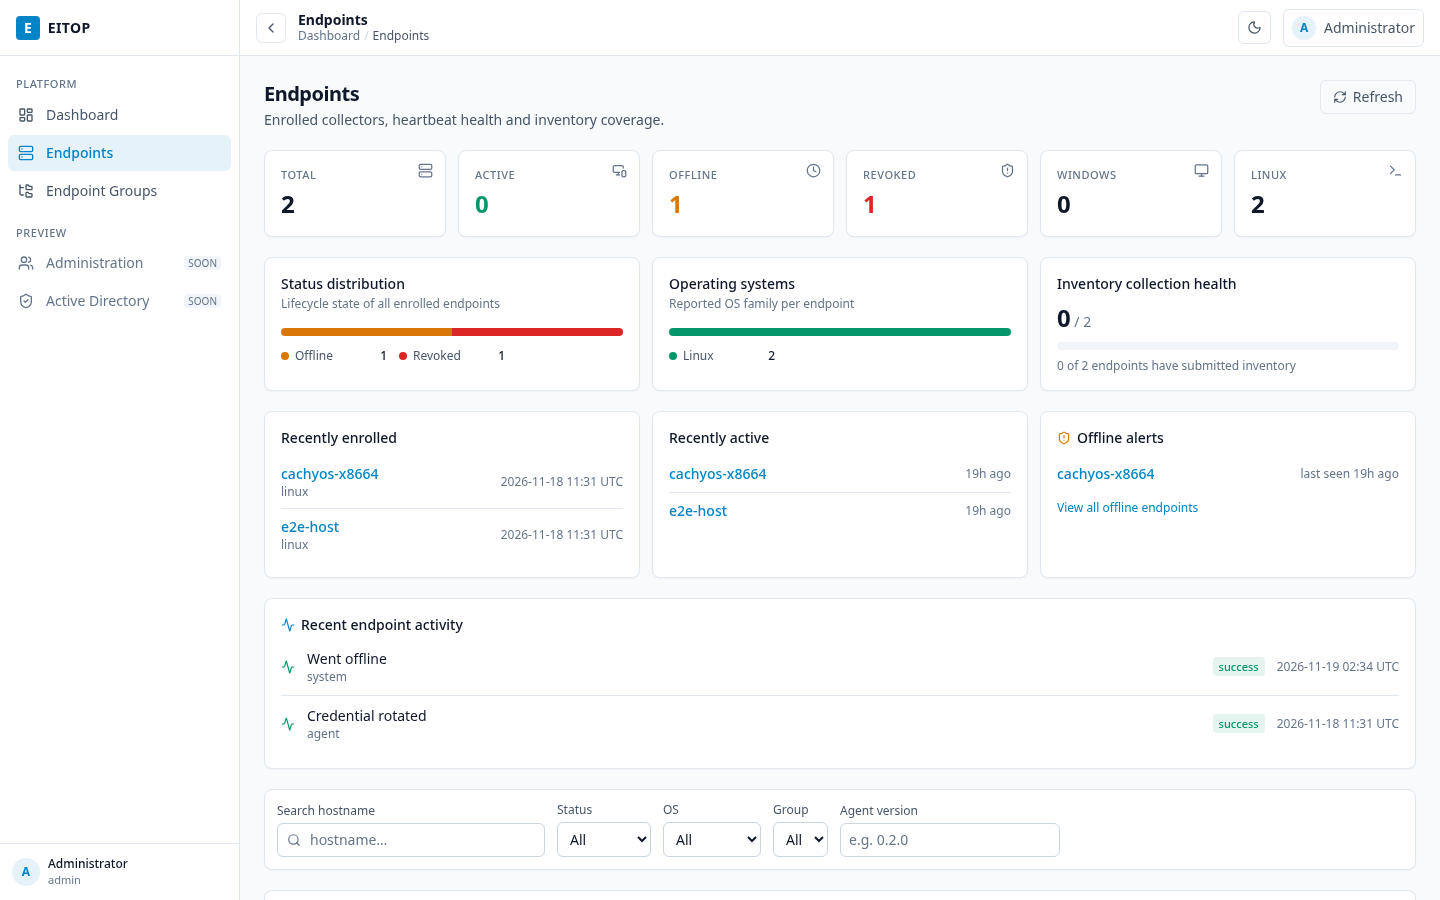 E EITOP
PLATFORM
Dashboard
Endpoints
Endpoint Groups
PREVIEW
Administration SOON
Active Directory SOON
A Administrator
admin
Endpoints
Dashboard / Endpoints
A Administrator
Endpoints
Enrolled collectors, heartbeat health and inventory coverage.
Refresh
TOTAL
2
ACTIVE
0
OFFLINE
1
REVOKED
1
WINDOWS
0
LINUX
2
Status distribution
Lifecycle state of all enrolled endpoints
Offline 1 Revoked 1
Operating systems
Reported OS family per endpoint
Linux 2
Inventory collection health
0 / 2
0 of 2 endpoints have submitted inventory
Recently enrolled
cachyos-x8664
linux
2026-11-18 11:31 UTC
e2e-host
linux
2026-11-18 11:31 UTC
Recently active
cachyos-x8664 19h ago
e2e-host 19h ago
Offline alerts
cachyos-x8664 last seen 19h ago
View all offline endpoints
Recent endpoint activity
Went offline
system
success 2026-11-19 02:34 UTC
Credential rotated
agent
success 2026-11-18 11:31 UTC
Search hostname
hostname...
Status
All
OS
All
Group
All
Agent version
e.g. 0.2.0